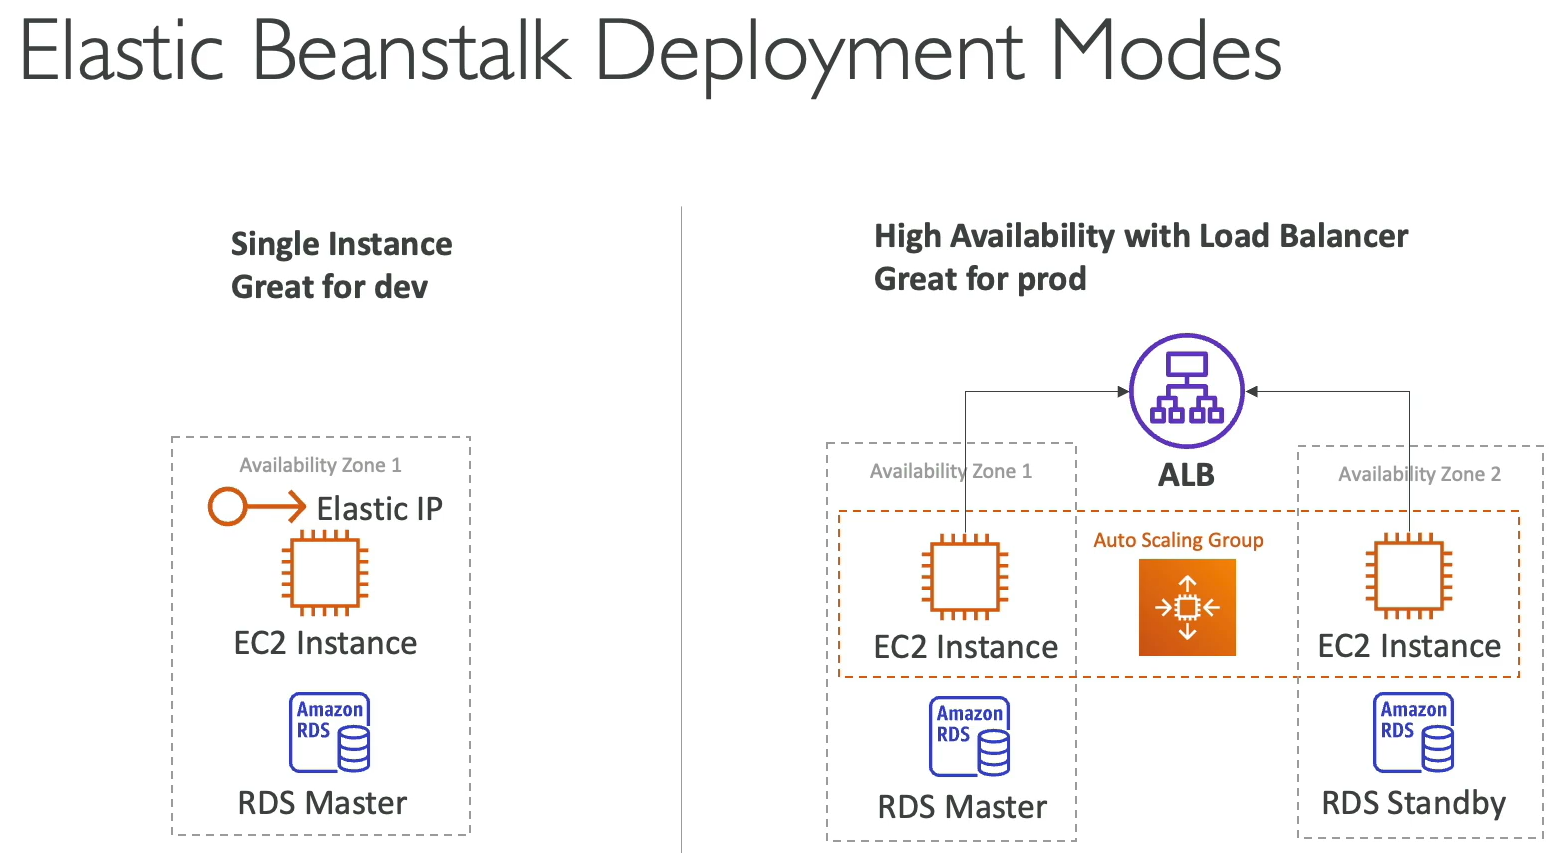 Elastic Beanstalk Deployment Modes
Single Instance
Great for dev
Availability Zone 1
Elastic IP
EC2 Instance
Amazon
RDS
RDS Master
High Availability with Load Balancer
Great for prod
ALB
Availability Zone 1
Availability Zone 2
Auto Scaling Group
EC2 Instance
EC2 Instance
Amazon
RDS
RDS Master
Amazon
RDS
RDS Standby